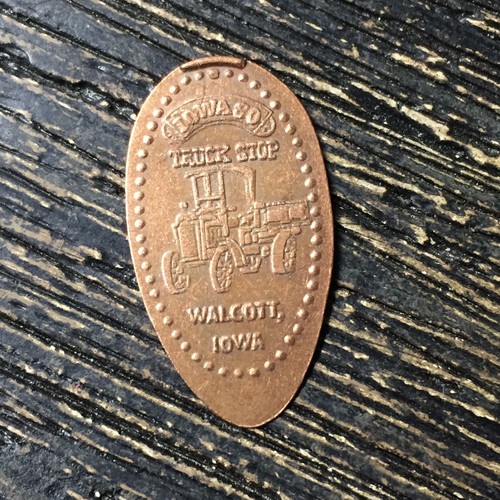 IOWA 80
TRUCK STOP
WALCOTT,
IOWA